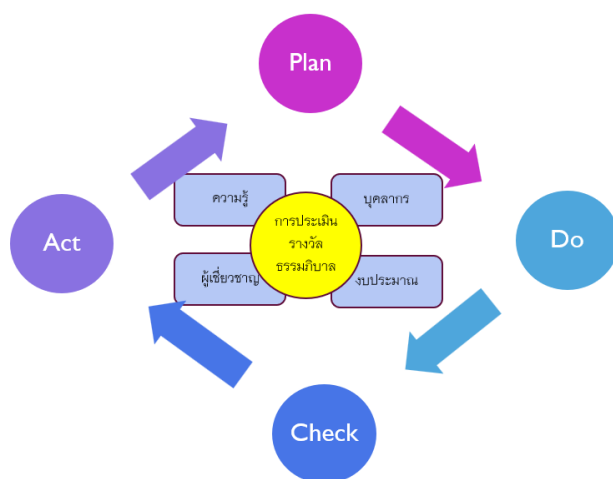 Plan
ความรู้
บุคลากร
การประเมิน
รางวัล
ธรรมภิบาล
Act
Do
ผู้เชี่ยวชาญ
งบประมาณ
Check